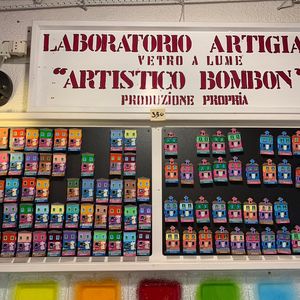 LABORATORIO ARTIGIA
VETRO A LUME
"ARTISTICO BOMBON"
PRODUZIONE PROPRIA
350